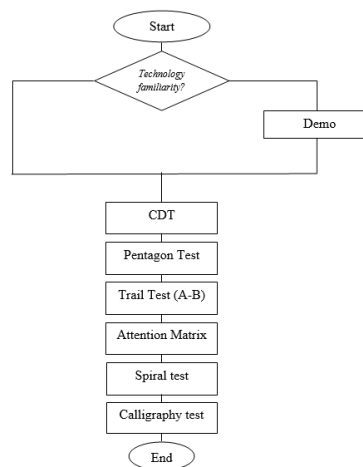 Start
Technology
familiarity?
Demo
CDT
Pentagon Test
Trail Test (A-B)
Attention Matrix
Spiral test
Calligraphy test
End